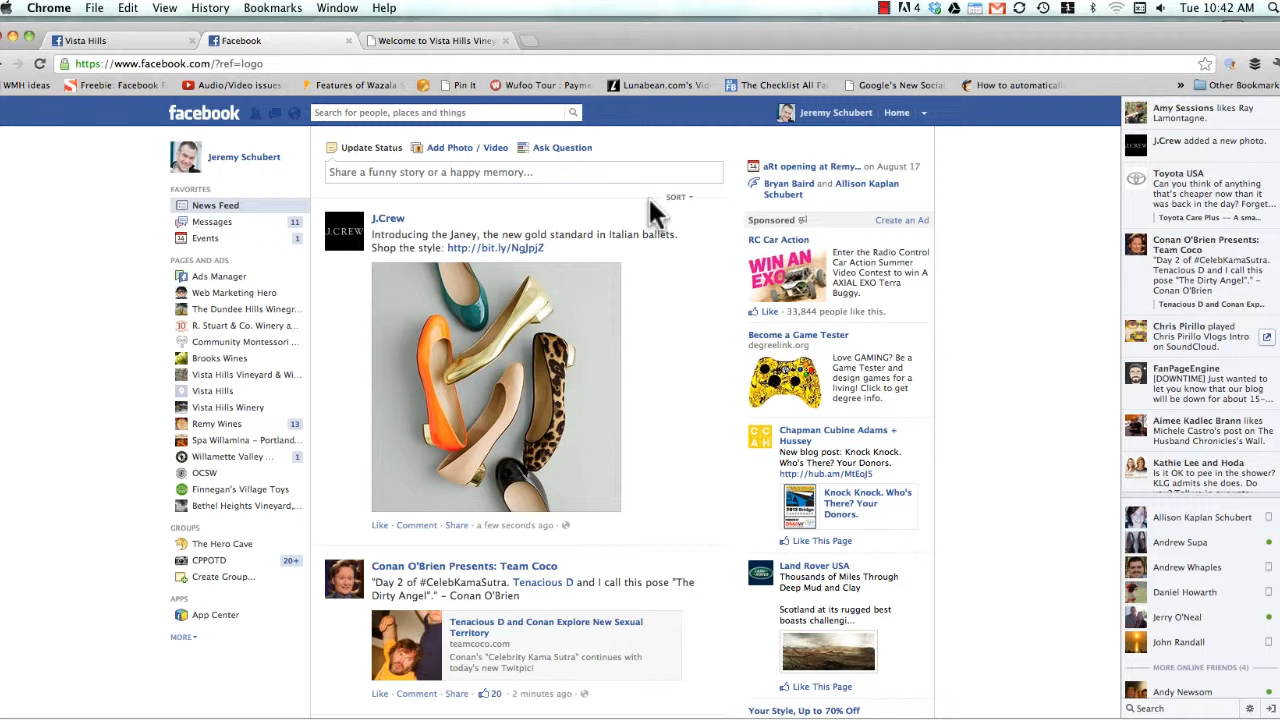 Chrome File Edit View History Bookmarks Window Help
4 Tue 10:42 AM
Vista Hills
Facebook
Welcome to Vista Hills Viney
https://www.facebook.com/?ref=logo
WMH ideas
Freebie: Facebook
Audio/Video issues
Features of Wazala S
Pin It
Wufoo Tour : Paym
Lunabean.com's Vid
The Checklist All Fa
Google's New Social
How to automatical
Other Bookmark
facebook
Search for people, places and things
Jeremy Schubert
Home
Jeremy Schubert
FAVORITES
News Feed
Messages 11
Events 1
PAGES AND ADS
Ads Manager
Web Marketing Hero
The Dundee Hills Winegr...
R. Stuart & Co. Winery a...
Community Montessori ...
Brooks Wines
Vista Hills Vineyard & Wi...
Vista Hills
Vista Hills Winery
Remy Wines 13
Spa Willamina - Portland...
Willamette Valley ... 1
OCSW
Finnegan's Village Toys
Bethel Heights Vineyard,...
GROUPS
The Hero Cave
CPPOTD 20+
Create Group...
APPS
App Center
MORE
Update Status
Add Photo / Video
Ask Question
Share a funny story or a happy memory...
SORT
J.Crew
Introducing the Janey, the new gold standard in Italian ballets.
Shop the style: http://bit.ly/NgJpjZ
Like · Comment · Share · a few seconds ago ·
Conan O'Brien Presents: Team Coco
"Day 2 of #CelebKamaSutra. Tenacious D and I call this pose "The
Dirty Angel"." – Conan O'Brien
Tenacious D and Conan Explore New Sexual
Territory
teamcoco.com
Conan's "Celebrity Kama Sutra" continues with
today's new Twitpic!
Like · Comment · Share · 20 · 2 minutes ago ·
aRt opening at Remy... on August 17
Bryan Baird and Allison Kaplan
Schubert
Sponsored
Create an Ad
RC Car Action
WIN AN
EXO
Enter the Radio Control
Car Action Summer
Video Contest to win A
AXIAL EXO Terra
Buggy.
Like · 33,844 people like this.
Become a Game Tester
degreelink.org
Love GAMING? Be a
Game Tester and
design games for a
living! Click to get
degree info.
CC
AH
Chapman Cubine Adams +
Hussey
New blog post: Knock Knock.
Who's There? Your Donors.
http://hub.am/MtEoJ5
Knock Knock. Who's
There? Your
Donors.
Like This Page
Land Rover USA
Thousands of Miles Through
Deep Mud and Clay
Scotland at its rugged best
boasts challengi...
Like This Page
Your Style, Up to 70% Off
Amy Sessions likes Ray
Lamontagne.
J.CREW
J.Crew added a new photo.
Toyota USA
Can you think of anything
that's cheaper now than it
was back in the day? Forget
Toyota Care Plus -- A sma...
Conan O'Brien Presents:
Team Coco
"Day 2 of #CelebKamaSutra.
Tenacious D and I call this
pose "The Dirty Angel"." –
Conan O'Brien
Tenacious D and Conan Exp...
Chris Pirillo played
Chris Pirillo Vlogs Intro
on SoundCloud.
FanPageEngine
[DOWNTIME] Just wanted to
let you know that our blog
will be down for about 15-...
Aimee Kadlec Brann likes
Michele Castro's post on The
Husband Chronicles's Wall.
Kathie Lee and Hoda
Is it OK to pee in the shower?
KLG admits she does. Do
Allison Kaplan Schubert
Andrew Supa
Andrew Whaples
Daniel Howarth
Jerry O'Neal
John Randall
MORE ONLINE FRIENDS (4)
Andy Newsom
Search